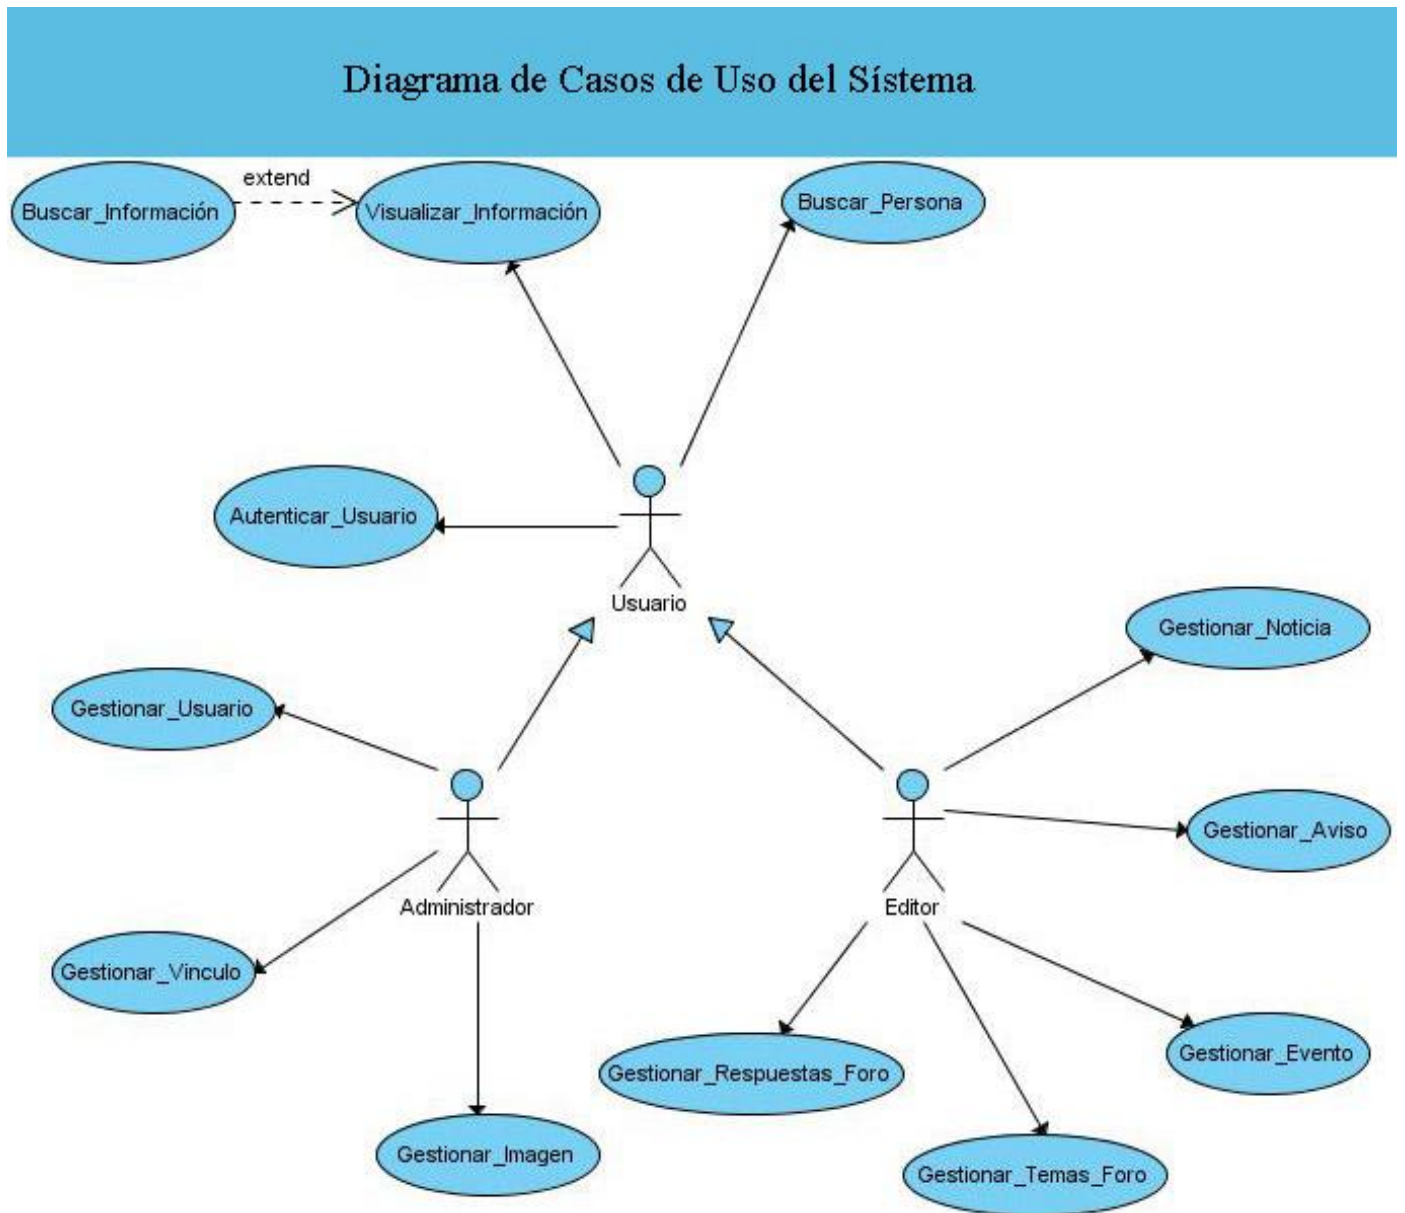 Diagrama de Casos de Uso del Sístema
extend
Buscar_Información
Visualizar_Información
Buscar_Persona
Autenticar_Usuario
Usuario
Gestionar_Noticia
Gestionar_Usuario
Gestionar_Aviso
Administrador
Editor
Gestionar_Vinculo
Gestionar_Evento
Gestionar_Respuestas_Foro
Gestionar_Imagen
Gestionar_Temas_Foro